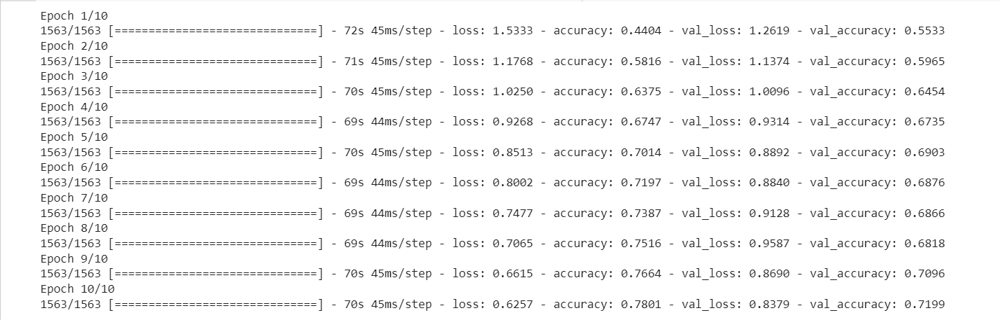 Epoch 1/10
1563/1563 [==============================] - 72s 45ms/step - loss: 1.5333 - accuracy: 0.4404 - val_loss: 1.2619 - val_accuracy: 0.5533
Epoch 2/10
1563/1563 [==============================] - 71s 45ms/step - loss: 1.1768 - accuracy: 0.5816 - val_loss: 1.1374 - val_accuracy: 0.5965
Epoch 3/10
1563/1563 [==============================] - 70s 45ms/step - loss: 1.0250 - accuracy: 0.6375 - val_loss: 1.0096 - val_accuracy: 0.6454
Epoch 4/10
1563/1563 [==============================] - 69s 44ms/step - loss: 0.9268 - accuracy: 0.6747 - val_loss: 0.9314 - val_accuracy: 0.6735
Epoch 5/10
1563/1563 [==============================] - 70s 45ms/step - loss: 0.8513 - accuracy: 0.7014 - val_loss: 0.8892 - val_accuracy: 0.6903
Epoch 6/10
1563/1563 [==============================] - 69s 44ms/step - loss: 0.8002 - accuracy: 0.7197 - val_loss: 0.8840 - val_accuracy: 0.6876
Epoch 7/10
1563/1563 [==============================] - 69s 44ms/step - loss: 0.7477 - accuracy: 0.7387 - val_loss: 0.9128 - val_accuracy: 0.6866
Epoch 8/10
1563/1563 [==============================] - 69s 44ms/step - loss: 0.7065 - accuracy: 0.7516 - val_loss: 0.9587 - val_accuracy: 0.6818
Epoch 9/10
1563/1563 [==============================] - 70s 45ms/step - loss: 0.6615 - accuracy: 0.7664 - val_loss: 0.8690 - val_accuracy: 0.7096
Epoch 10/10
1563/1563 [==============================] - 70s 45ms/step - loss: 0.6257 - accuracy: 0.7801 - val_loss: 0.8379 - val_accuracy: 0.7199